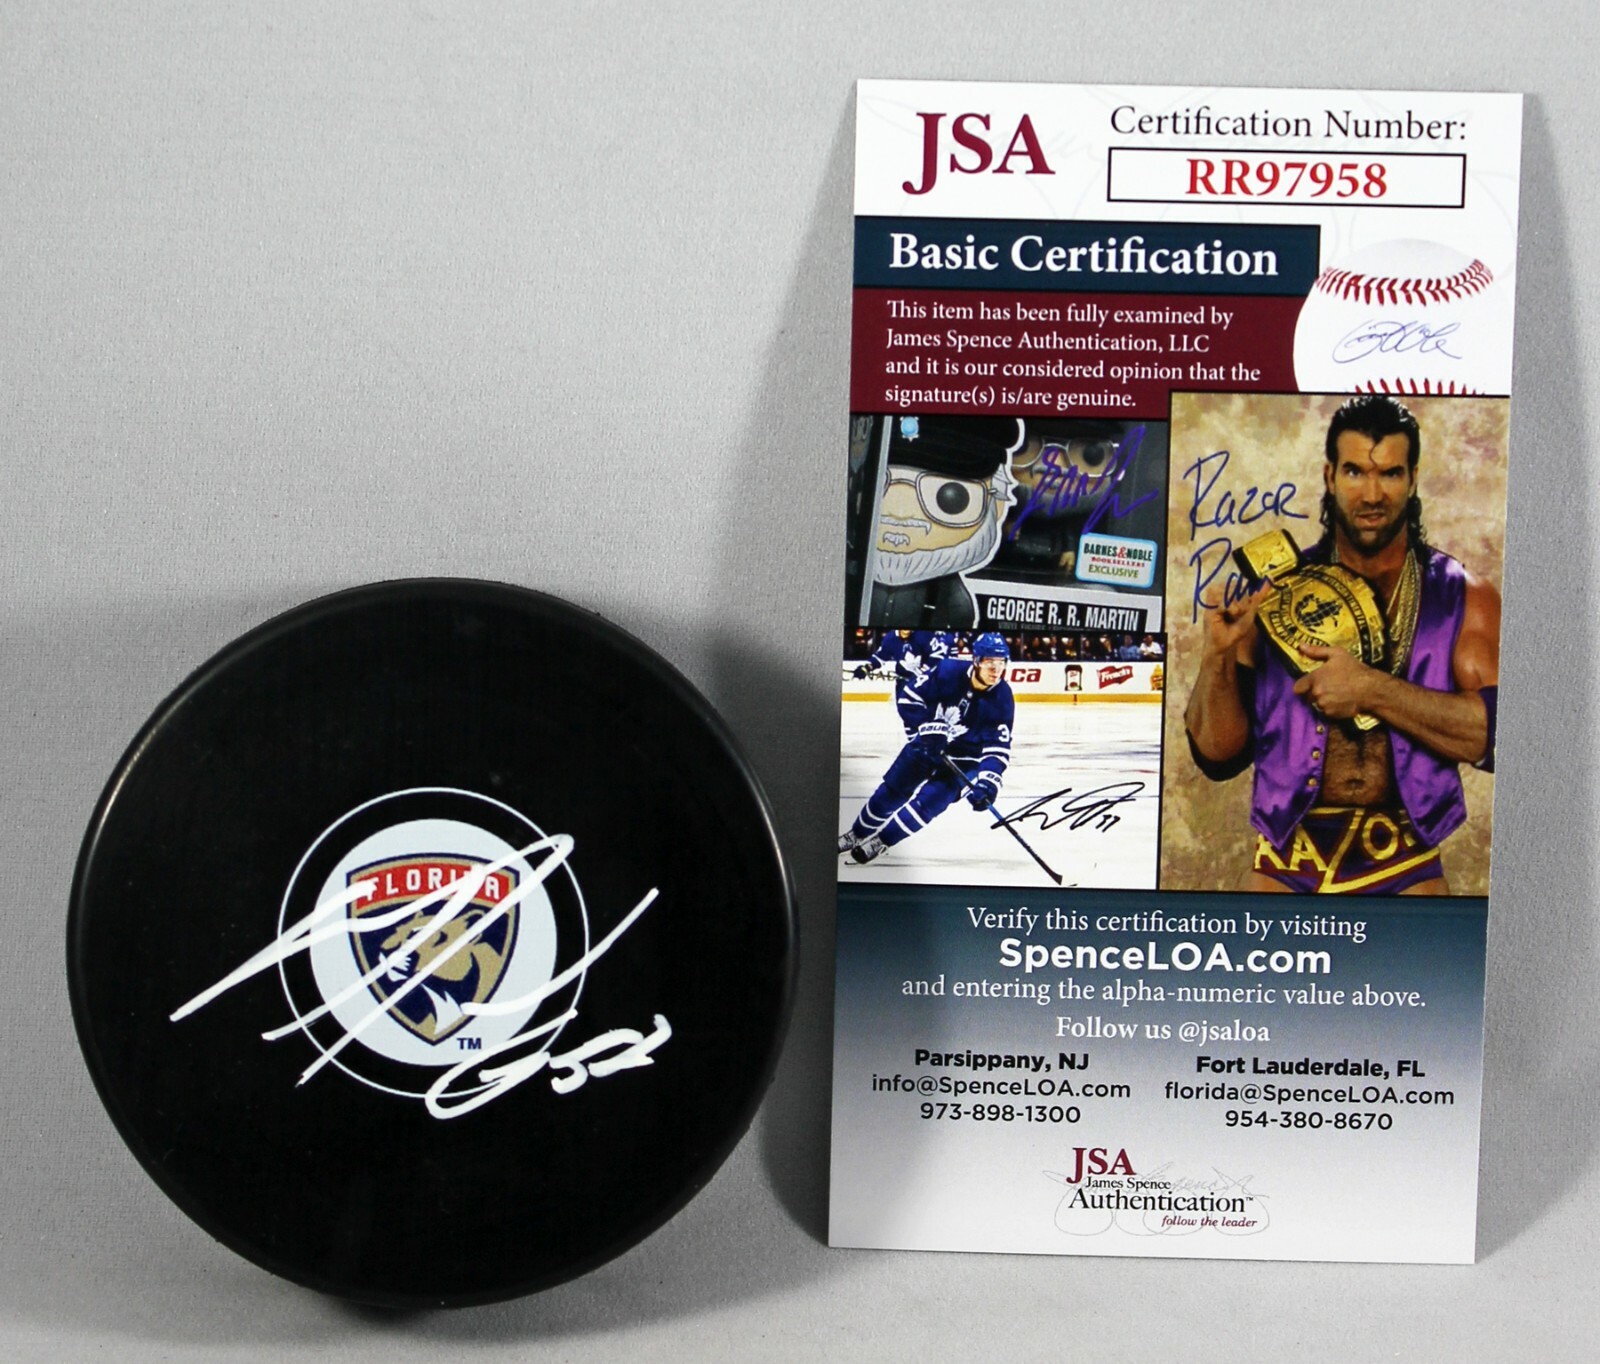 FLORIDA
TM
JSA
Certification Number:
RR97958
Basic Certification
This item has been fully examined by
James Spence Authentication, LLC
and it is our considered opinion that the
signature(s) is/are genuine.
BARNES & NOBLE
BOOKSELLERS
EXCLUSIVE
GEORGE R. R. MARTIN
Razor
Ramon
RAZOR
Verify this certification by visiting
SpenceLOA.com
and entering the alpha-numeric value above.
Follow us @jsaloa
Parsippany, NJ
info@SpenceLOA.com
973-898-1300
Fort Lauderdale, FL
florida@SpenceLOA.com
954-380-8670
JSA
James Spence
Authentication™
follow the leader